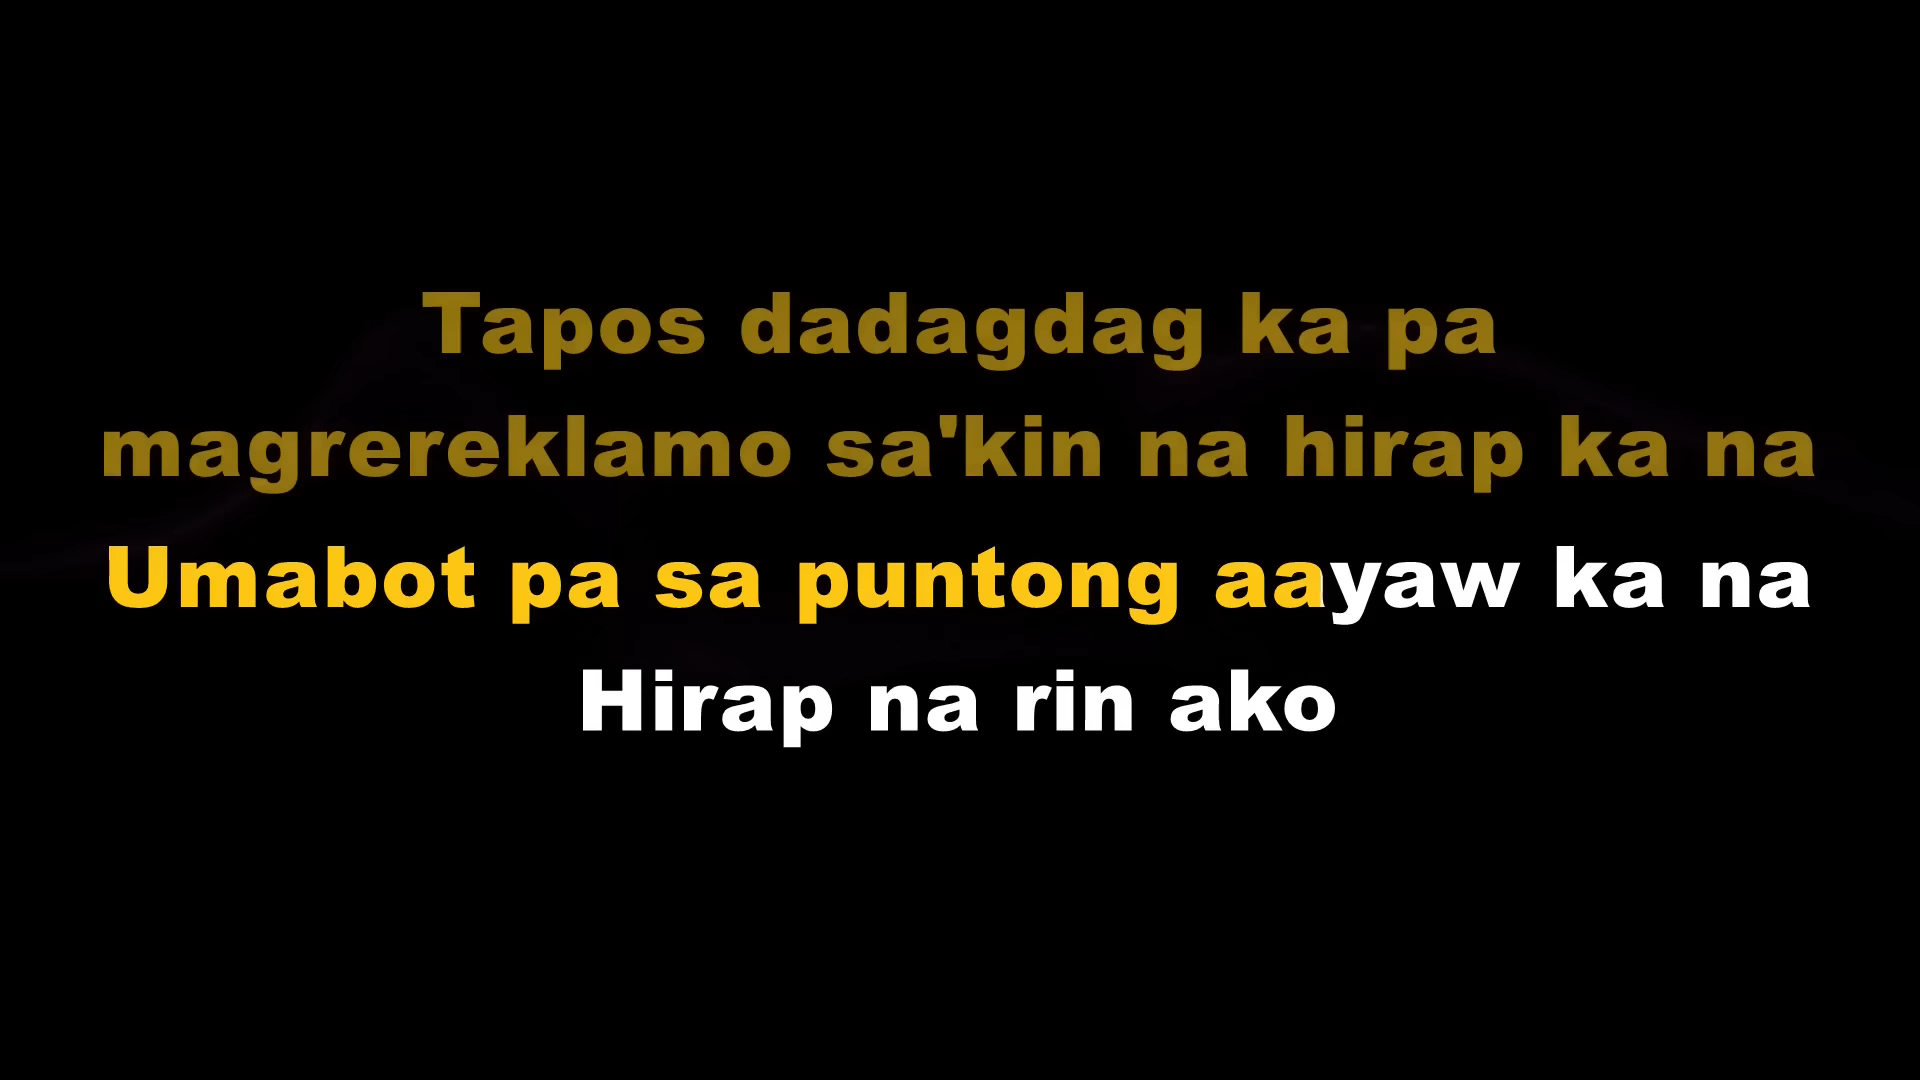 Tapos dadagdag ka pa
magrereklamo sa'kin na hirap ka na
Umabot pa sa puntong aayaw ka na
Hirap na rin ako